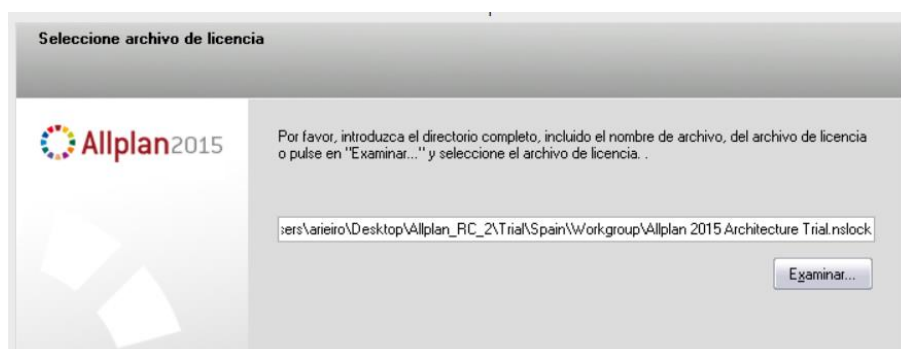 Seleccione archivo de licencia
Allplan2015
Por favor, introduzca el directorio completo, incluido el nombre de archivo, del archivo de licencia
o pulse en "Examinar..." y seleccione el archivo de licencia. .
sers\arieiro\Desktop\Allplan_RC_2\Trial\Spain\Workgroup\Allplan 2015 Architecture Trial.nslock
Examinar...